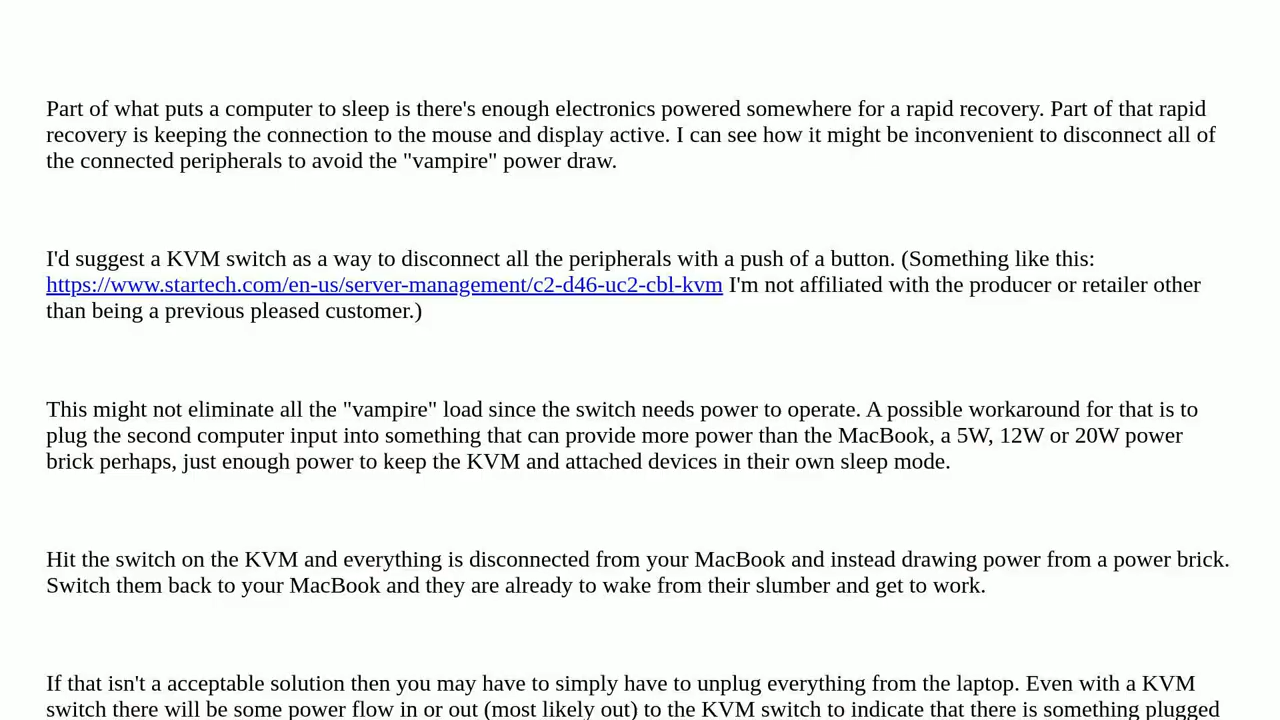 Part of what puts a computer to sleep is there's enough electronics powered somewhere for a rapid recovery. Part of that rapid
recovery is keeping the connection to the mouse and display active. I can see how it might be inconvenient to disconnect all of
the connected peripherals to avoid the "vampire" power draw.
I'd suggest a KVM switch as a way to disconnect all the peripherals with a push of a button. (Something like this:
https://www.startech.com/en-us/server-management/c2-d46-uc2-cbl-kvm I'm not affiliated with the producer or retailer other
than being a previous pleased customer.)
This might not eliminate all the "vampire" load since the switch needs power to operate. A possible workaround for that is to
plug the second computer input into something that can provide more power than the MacBook, a 5W, 12W or 20W power
brick perhaps, just enough power to keep the KVM and attached devices in their own sleep mode.
Hit the switch on the KVM and everything is disconnected from your MacBook and instead drawing power from a power brick.
Switch them back to your MacBook and they are already to wake from their slumber and get to work.
If that isn't a acceptable solution then you may have to simply have to unplug everything from the laptop. Even with a KVM
switch there will be some power flow in or out (most likely out) to the KVM switch to indicate that there is something plugged